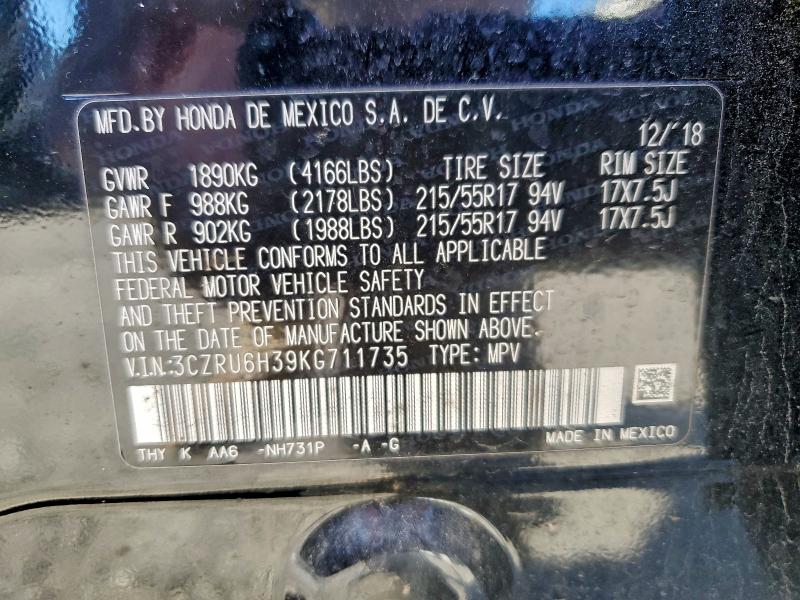 MFD.BY HONDA DE MEXICO S.A. DE C.V.
12/'18
GVWR 1890KG (4166LBS) TIRE SIZE RIM SIZE
GAWR F 988KG (2178LBS) 215/55R17 94V 17X7.5J
GAWR R 902KG (1988LBS) 215/55R17 94V 17X7.5J
THIS VEHICLE CONFORMS TO ALL APPLICABLE
FEDERAL MOTOR VEHICLE SAFETY
AND THEFT PREVENTION STANDARDS IN EFFECT
ON THE DATE OF MANUFACTURE SHOWN ABOVE.
V.I.N:3CZRU6H39KG711735 TYPE: MPV
THY K AA6 -NH731P -A -G
MADE IN MEXICO